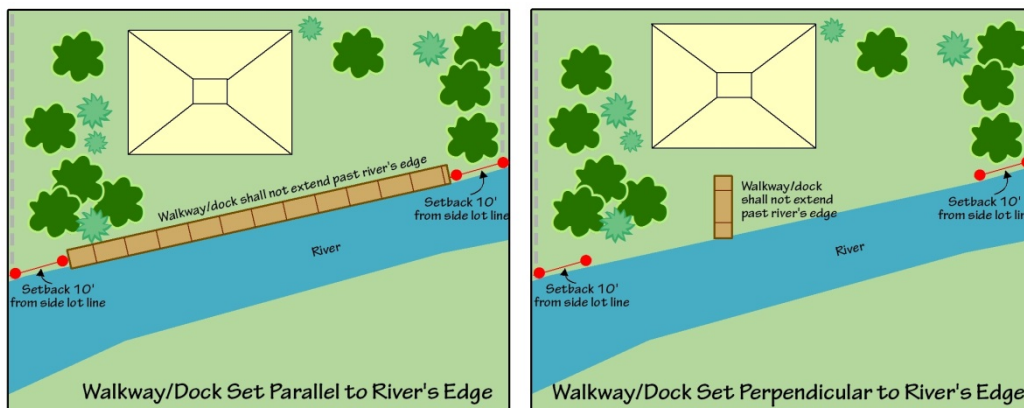 Walkway/dock shall not extend past river's edge
Setback 10'
from side lot line
River
Setback 10'
from side lot line
Walkway/Dock Set Parallel to River's Edge
Walkway/dock
shall not extend
past river's edge
Setback 10'
from side lot line
River
Setback 10'
from side lot line
Walkway/Dock Set Perpendicular to River's Edge